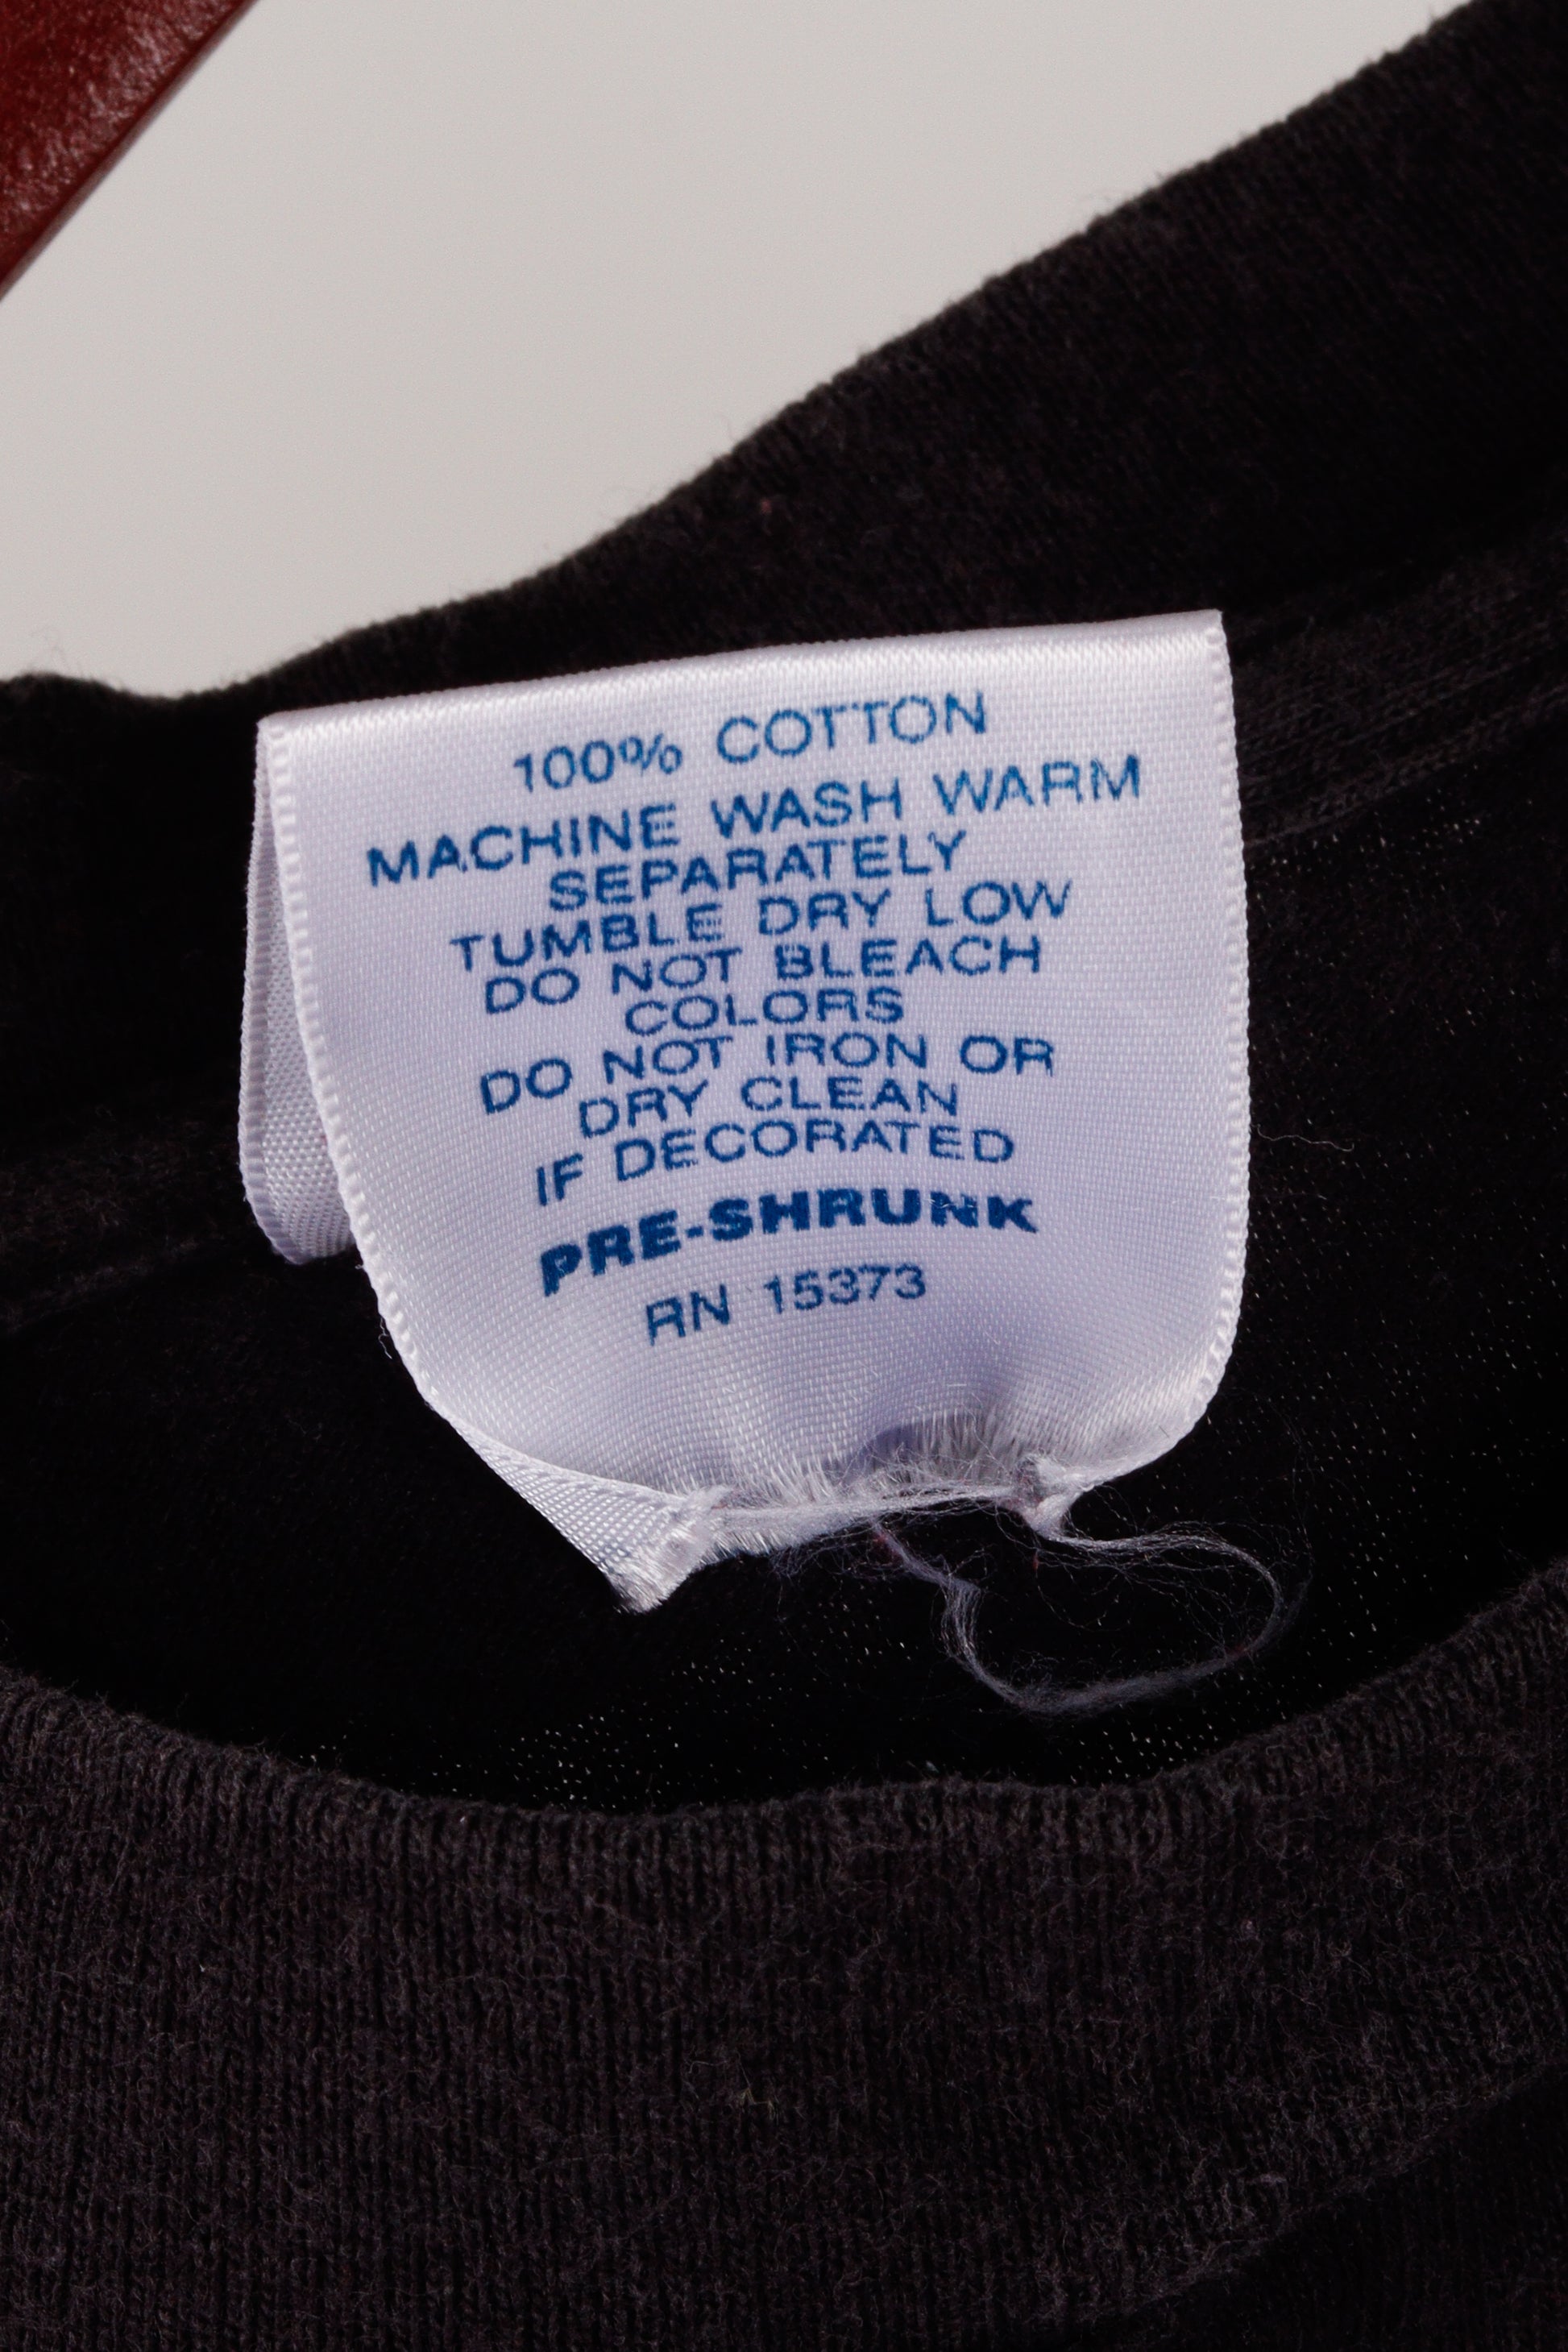 100% COTTON
MACHINE WASH WARM
SEPARATELY
TUMBLE DRY LOW
DO NOT BLEACH
COLORS
DO NOT IRON OR
DRY CLEAN
IF DECORATED
PRE-SHRUNK
RN 15373